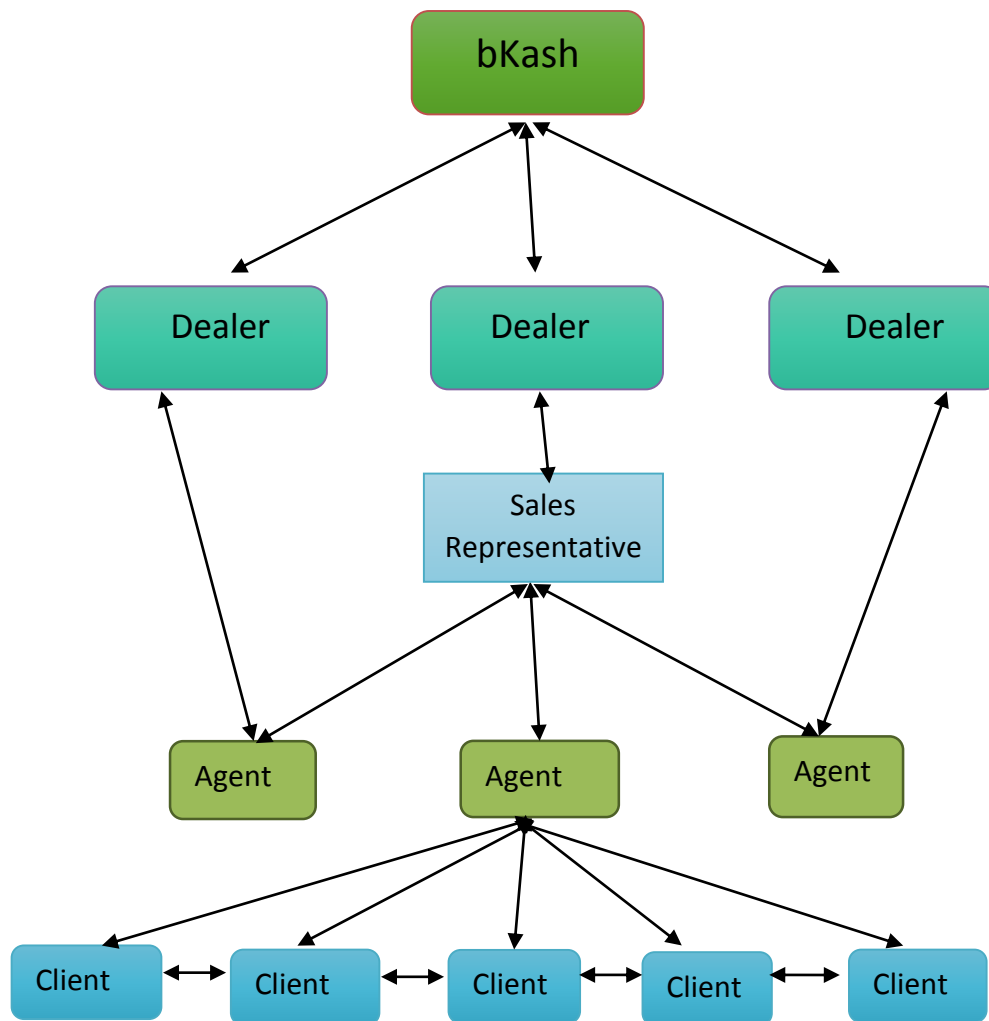 bKash
Dealer
Dealer
Dealer
Sales
Representative
Agent
Agent
Agent
Client
Client
Client
Client
Client